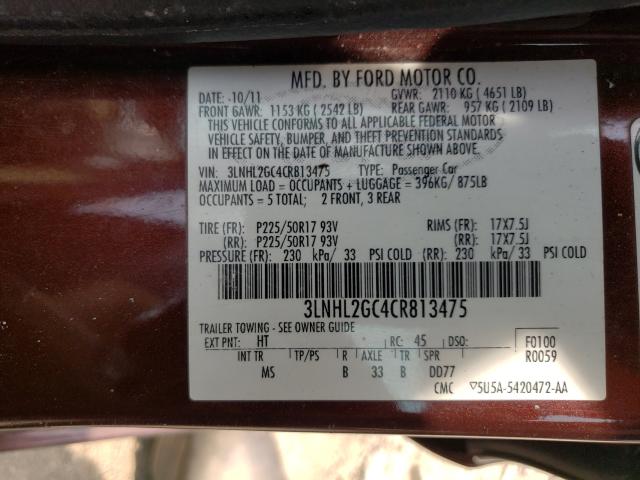 MFD. BY FORD MOTOR CO.
DATE: -10/11 GVWR: 2110 KG ( 4651 LB)
FRONT GAWR: 1153 KG ( 2542 LB) REAR GAWR: 957 KG ( 2109 LB)
THIS VEHICLE CONFORMS TO ALL APPLICABLE FEDERAL MOTOR
VEHICLE SAFETY, BUMPER, AND THEFT PREVENTION STANDARDS
IN EFFECT ON THE DATE OF MANUFACTURE SHOWN ABOVE.
VIN: 3LNHL2GC4CR813475 TYPE: Passenger Car
MAXIMUM LOAD = OCCUPANTS + LUGGAGE = 396KG/ 875LB
OCCUPANTS = 5 TOTAL; 2 FRONT, 3 REAR
TIRE (FR): P225/50R17 93V RIMS (FR): 17X7.5J
(RR): P225/50R17 93V (RR): 17X7.5J
PRESSURE (FR): 230 kPa/ 33 PSI COLD (RR): 230 kPa/ 33 PSI COLD
3LNHL2GC4CR813475
TRAILER TOWING - SEE OWNER GUIDE
EXT PNT: HT RC: 45 DSO: F0100
INT TR TP/PS R AXLE TR SPR R0059
MS B 33 B DD77
CMC ▽5U5A-5420472-AA